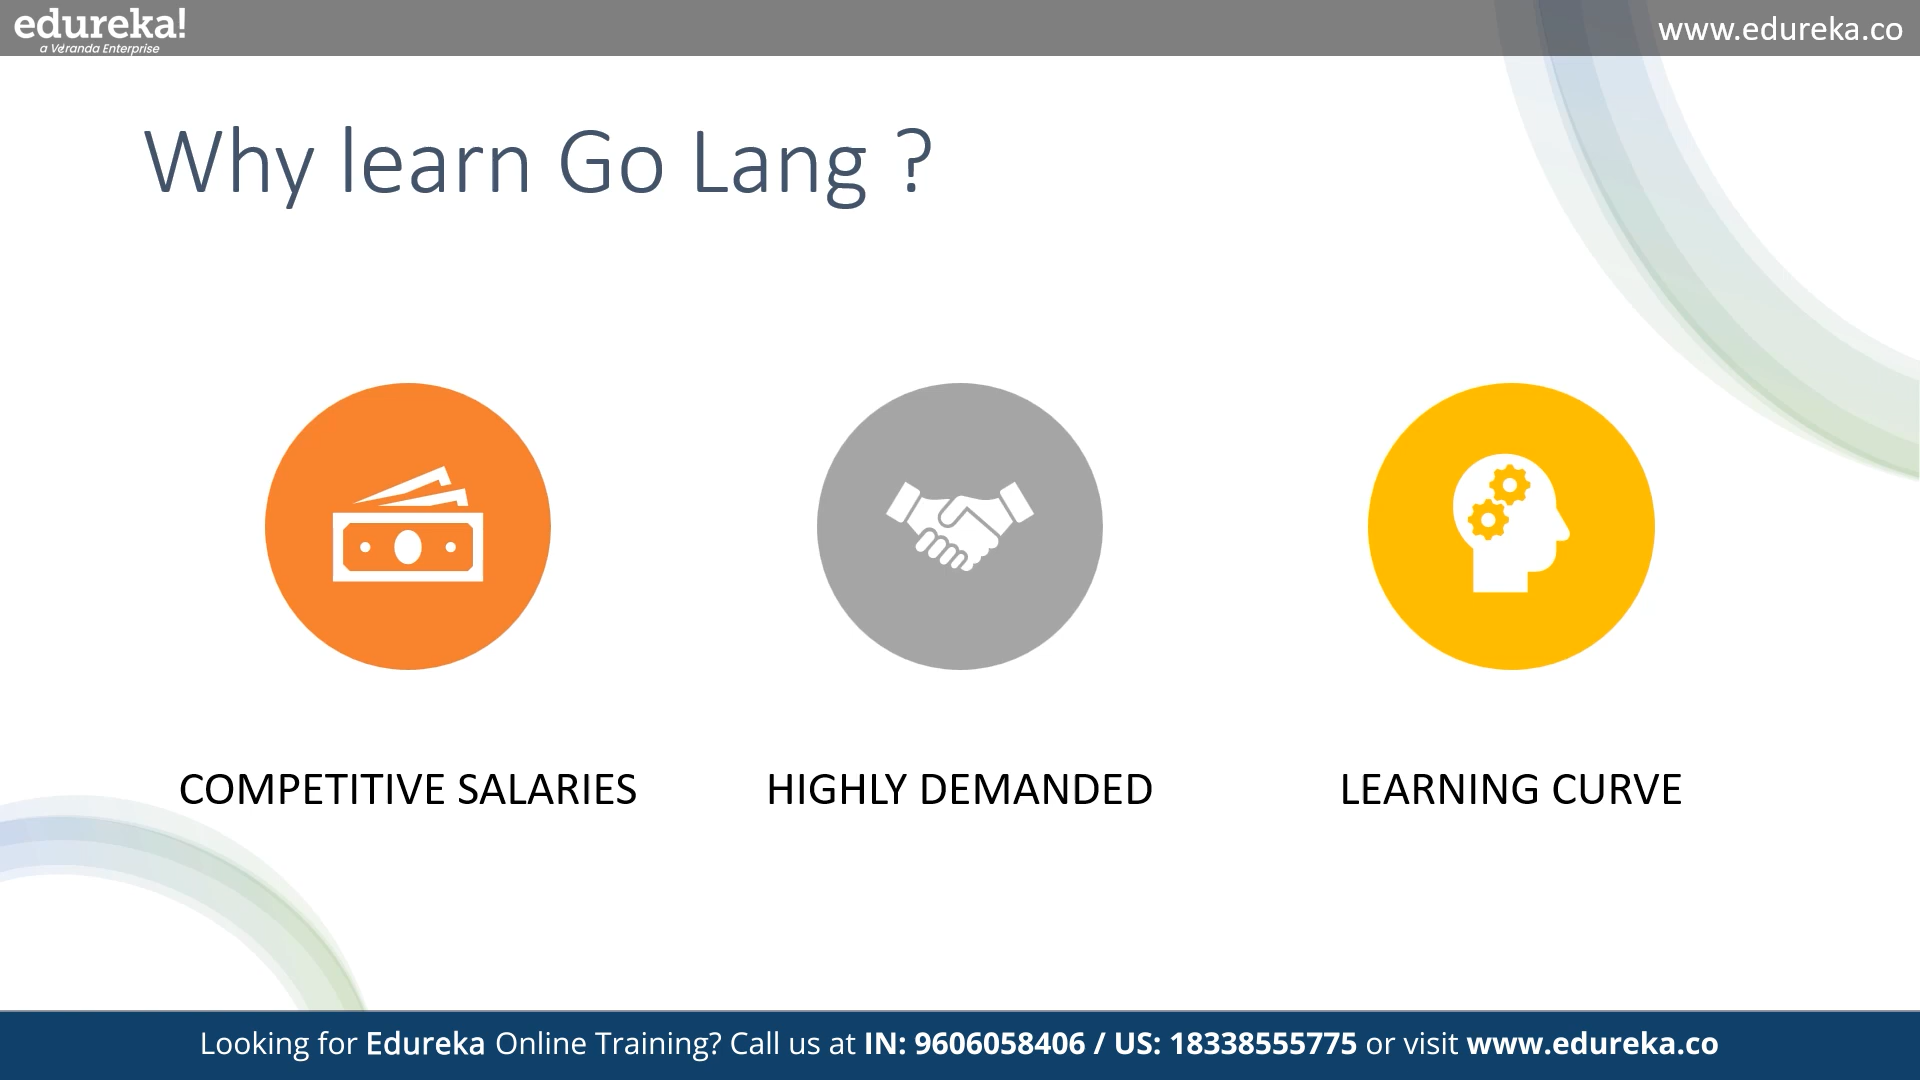 edureka!
a Veranda Enterprise
www.edureka.co
Why learn Go Lang ?
COMPETITIVE SALARIES
HIGHLY DEMANDED
LEARNING CURVE
Looking for Edureka Online Training? Call us at IN: 9606058406 / US: 18338555775 or visit www.edureka.co